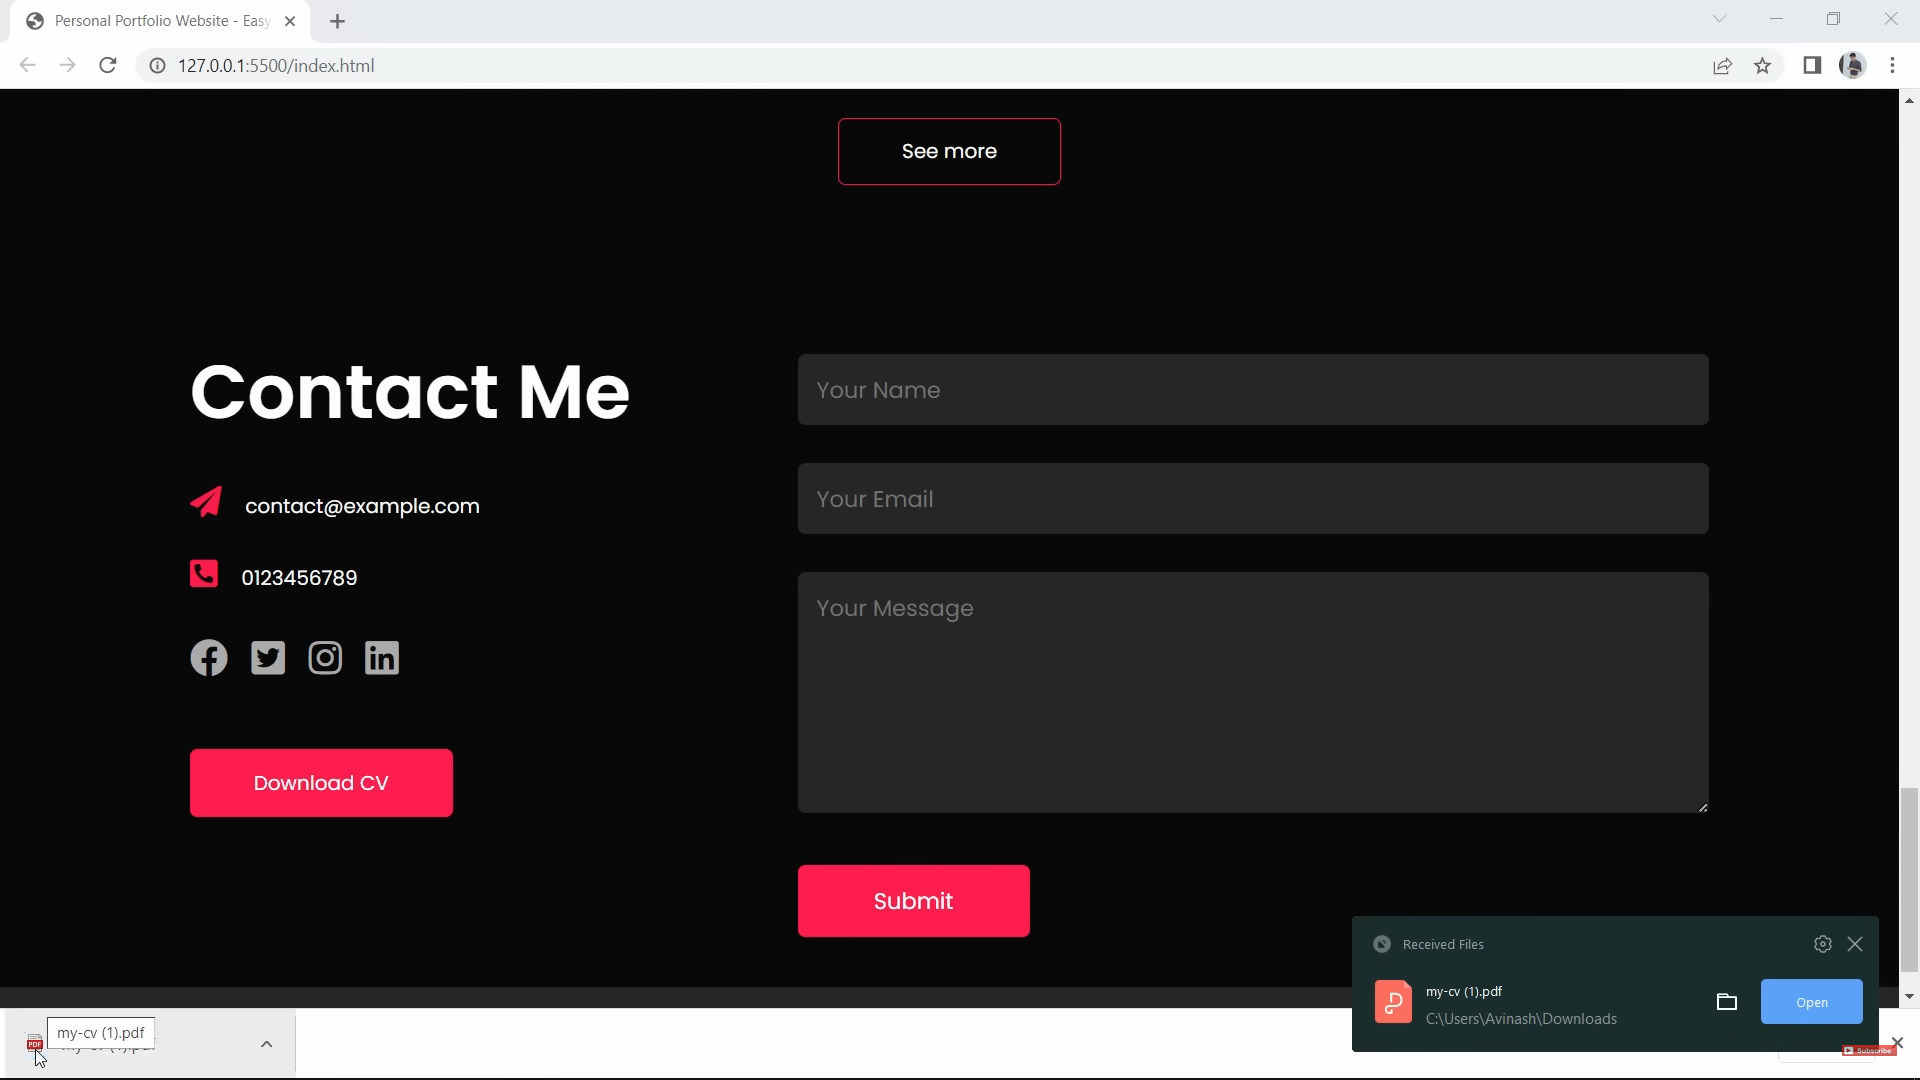 Personal Portfolio Website - Easy
127.0.0.1:5500/index.html
See more
Contact Me
contact@example.com
0123456789
Download CV
Your Name
Your Email
Your Message
Submit
Received Files
my-cv (1).pdf
C:\Users\Avinash\Downloads
Open
Subscribe
my-cv (1).pdf
PDF